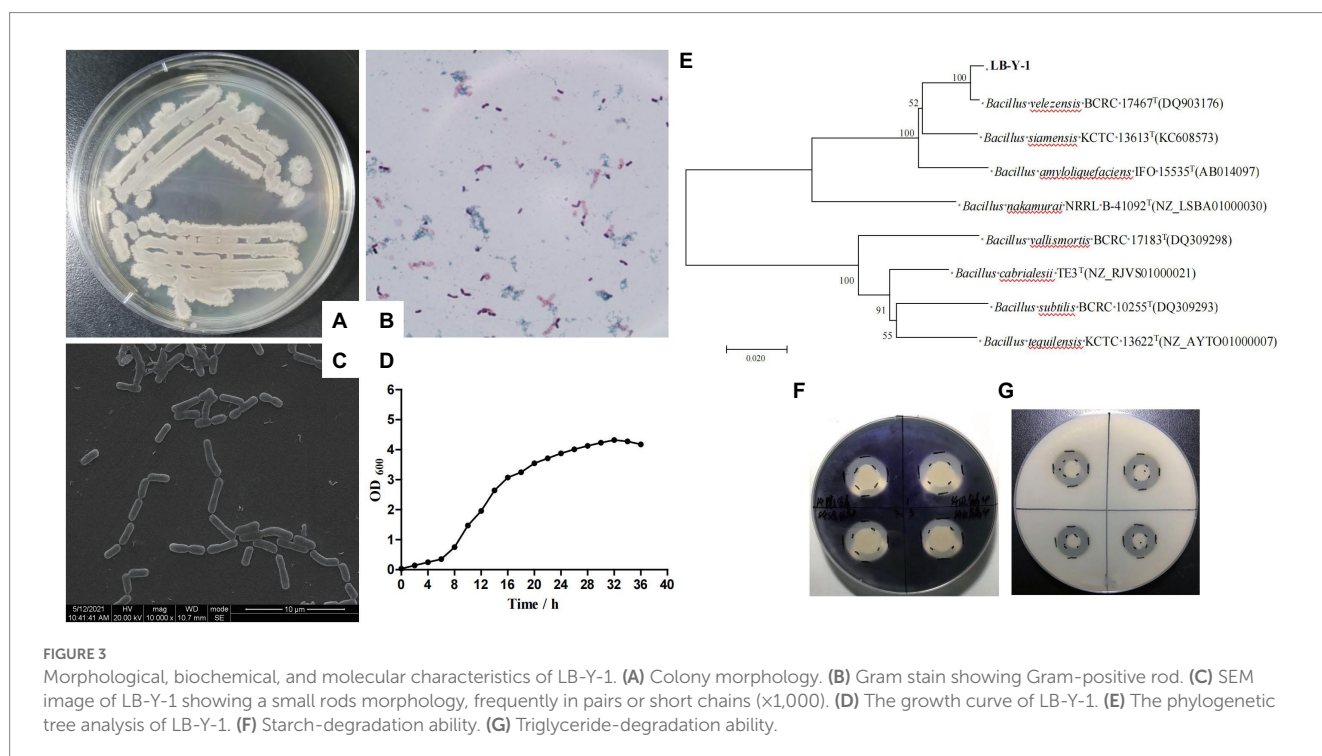 A
B
C
D
E
F
G
100
LB-Y-1
Bacillus·velezensis·BCRC·17467ᵀ(DQ903176)
52
Bacillus·siamensis·KCTC·13613ᵀ(KC608573)
100
Bacillus·amyloliquefaciens·IFO·15535ᵀ(AB014097)
Bacillus·nakamurai·NRRL·B-41092ᵀ(NZ_LSBA01000030)
Bacillus·vallismortis·BCRC·17183ᵀ(DQ309298)
100
Bacillus·cabrialesii·TE3ᵀ(NZ_RJVS01000021)
91
Bacillus·subtilis·BCRC·10255ᵀ(DQ309293)
55
Bacillus·tequilensis·KCTC·13622ᵀ(NZ_AYTO01000007)
0.020
5/12/2021 HV mag WD mode
10:41:41 AM 20.00 kV 10 000 x 10.7 mm SE
10 µm
OD600
6
5
4
3
2
1
0
0 4 8 12 16 20 24 28 32 36 40
Time / h
FIGURE 3
Morphological, biochemical, and molecular characteristics of LB-Y-1. (A) Colony morphology. (B) Gram stain showing Gram-positive rod. (C) SEM
image of LB-Y-1 showing a small rods morphology, frequently in pairs or short chains (×1,000). (D) The growth curve of LB-Y-1. (E) The phylogenetic
tree analysis of LB-Y-1. (F) Starch-degradation ability. (G) Triglyceride-degradation ability.